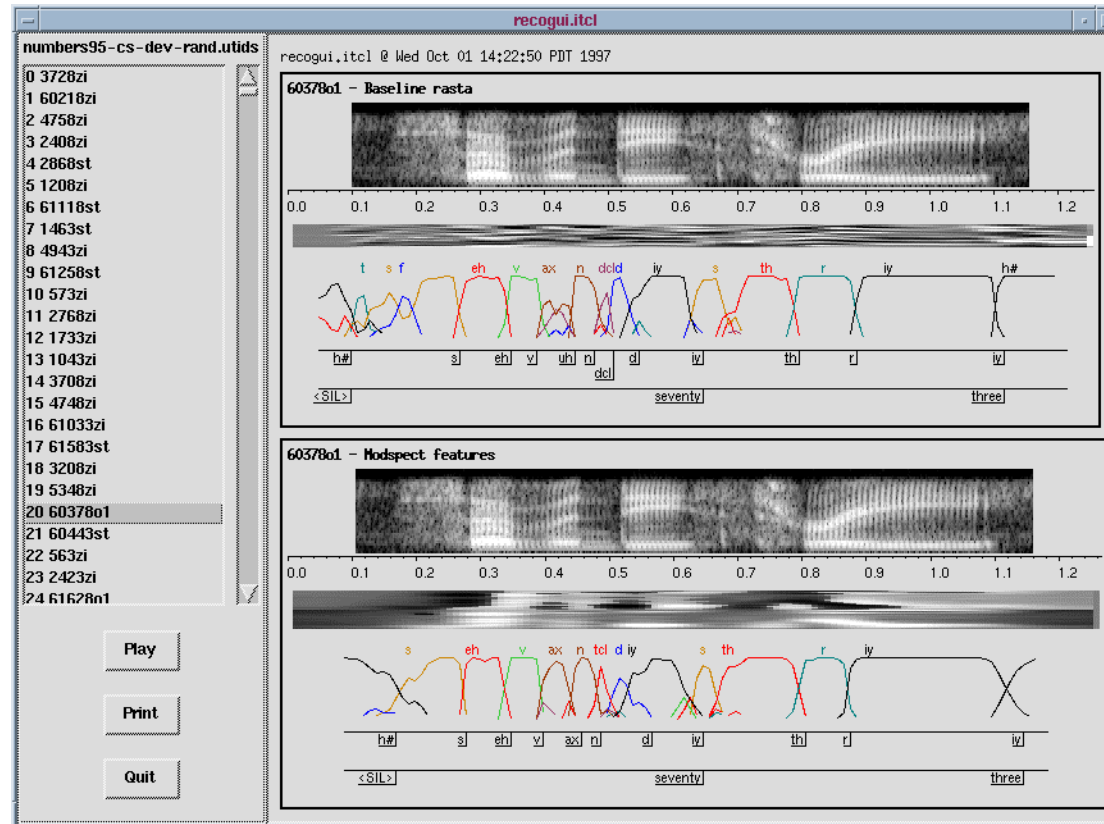 recogui.itcl
numbers95-cs-dev-rand.utids
0 3728zi
1 60218zi
2 4758zi
3 2408zi
4 2868st
5 1208zi
6 61118st
7 1463st
8 4943zi
9 61258st
10 573zi
11 2768zi
12 1733zi
13 1043zi
14 3708zi
15 4748zi
16 61033zi
17 61583st
18 3208zi
19 5348zi
20 60378o1
21 60443st
22 563zi
23 2423zi
24 61628o1
Play
Print
Quit
recogui.itcl @ Wed Oct 01 14:22:50 PDT 1997
60378o1 - Baseline rasta
0.0 0.1 0.2 0.3 0.4 0.5 0.6 0.7 0.8 0.9 1.0 1.1 1.2
t s f eh v ax n dcl d iy s th r iy h#
h# s eh v uh n d iy th r iy
dcl
<SIL> seventy three
60378o1 - Modspect features
0.0 0.1 0.2 0.3 0.4 0.5 0.6 0.7 0.8 0.9 1.0 1.1 1.2
s eh v ax n tcl d iy s th r iy
h# s eh v ax n d iy th r iy
<SIL> seventy three